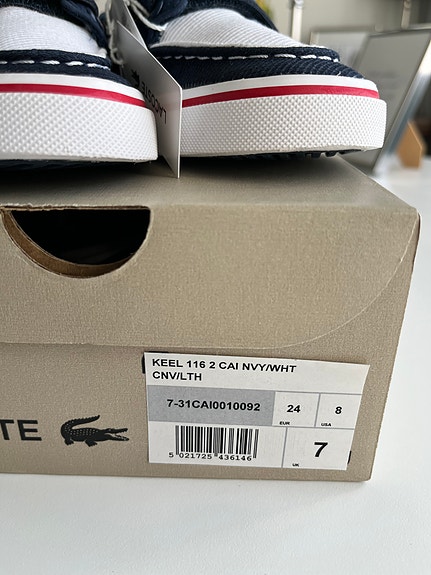 LACOSTE
KEEL 116 2 CAI NVY/WHT
CNV/LTH
7-31CAI0010092 24 8
EUR USA
TE
5 021725 436146
7
UK